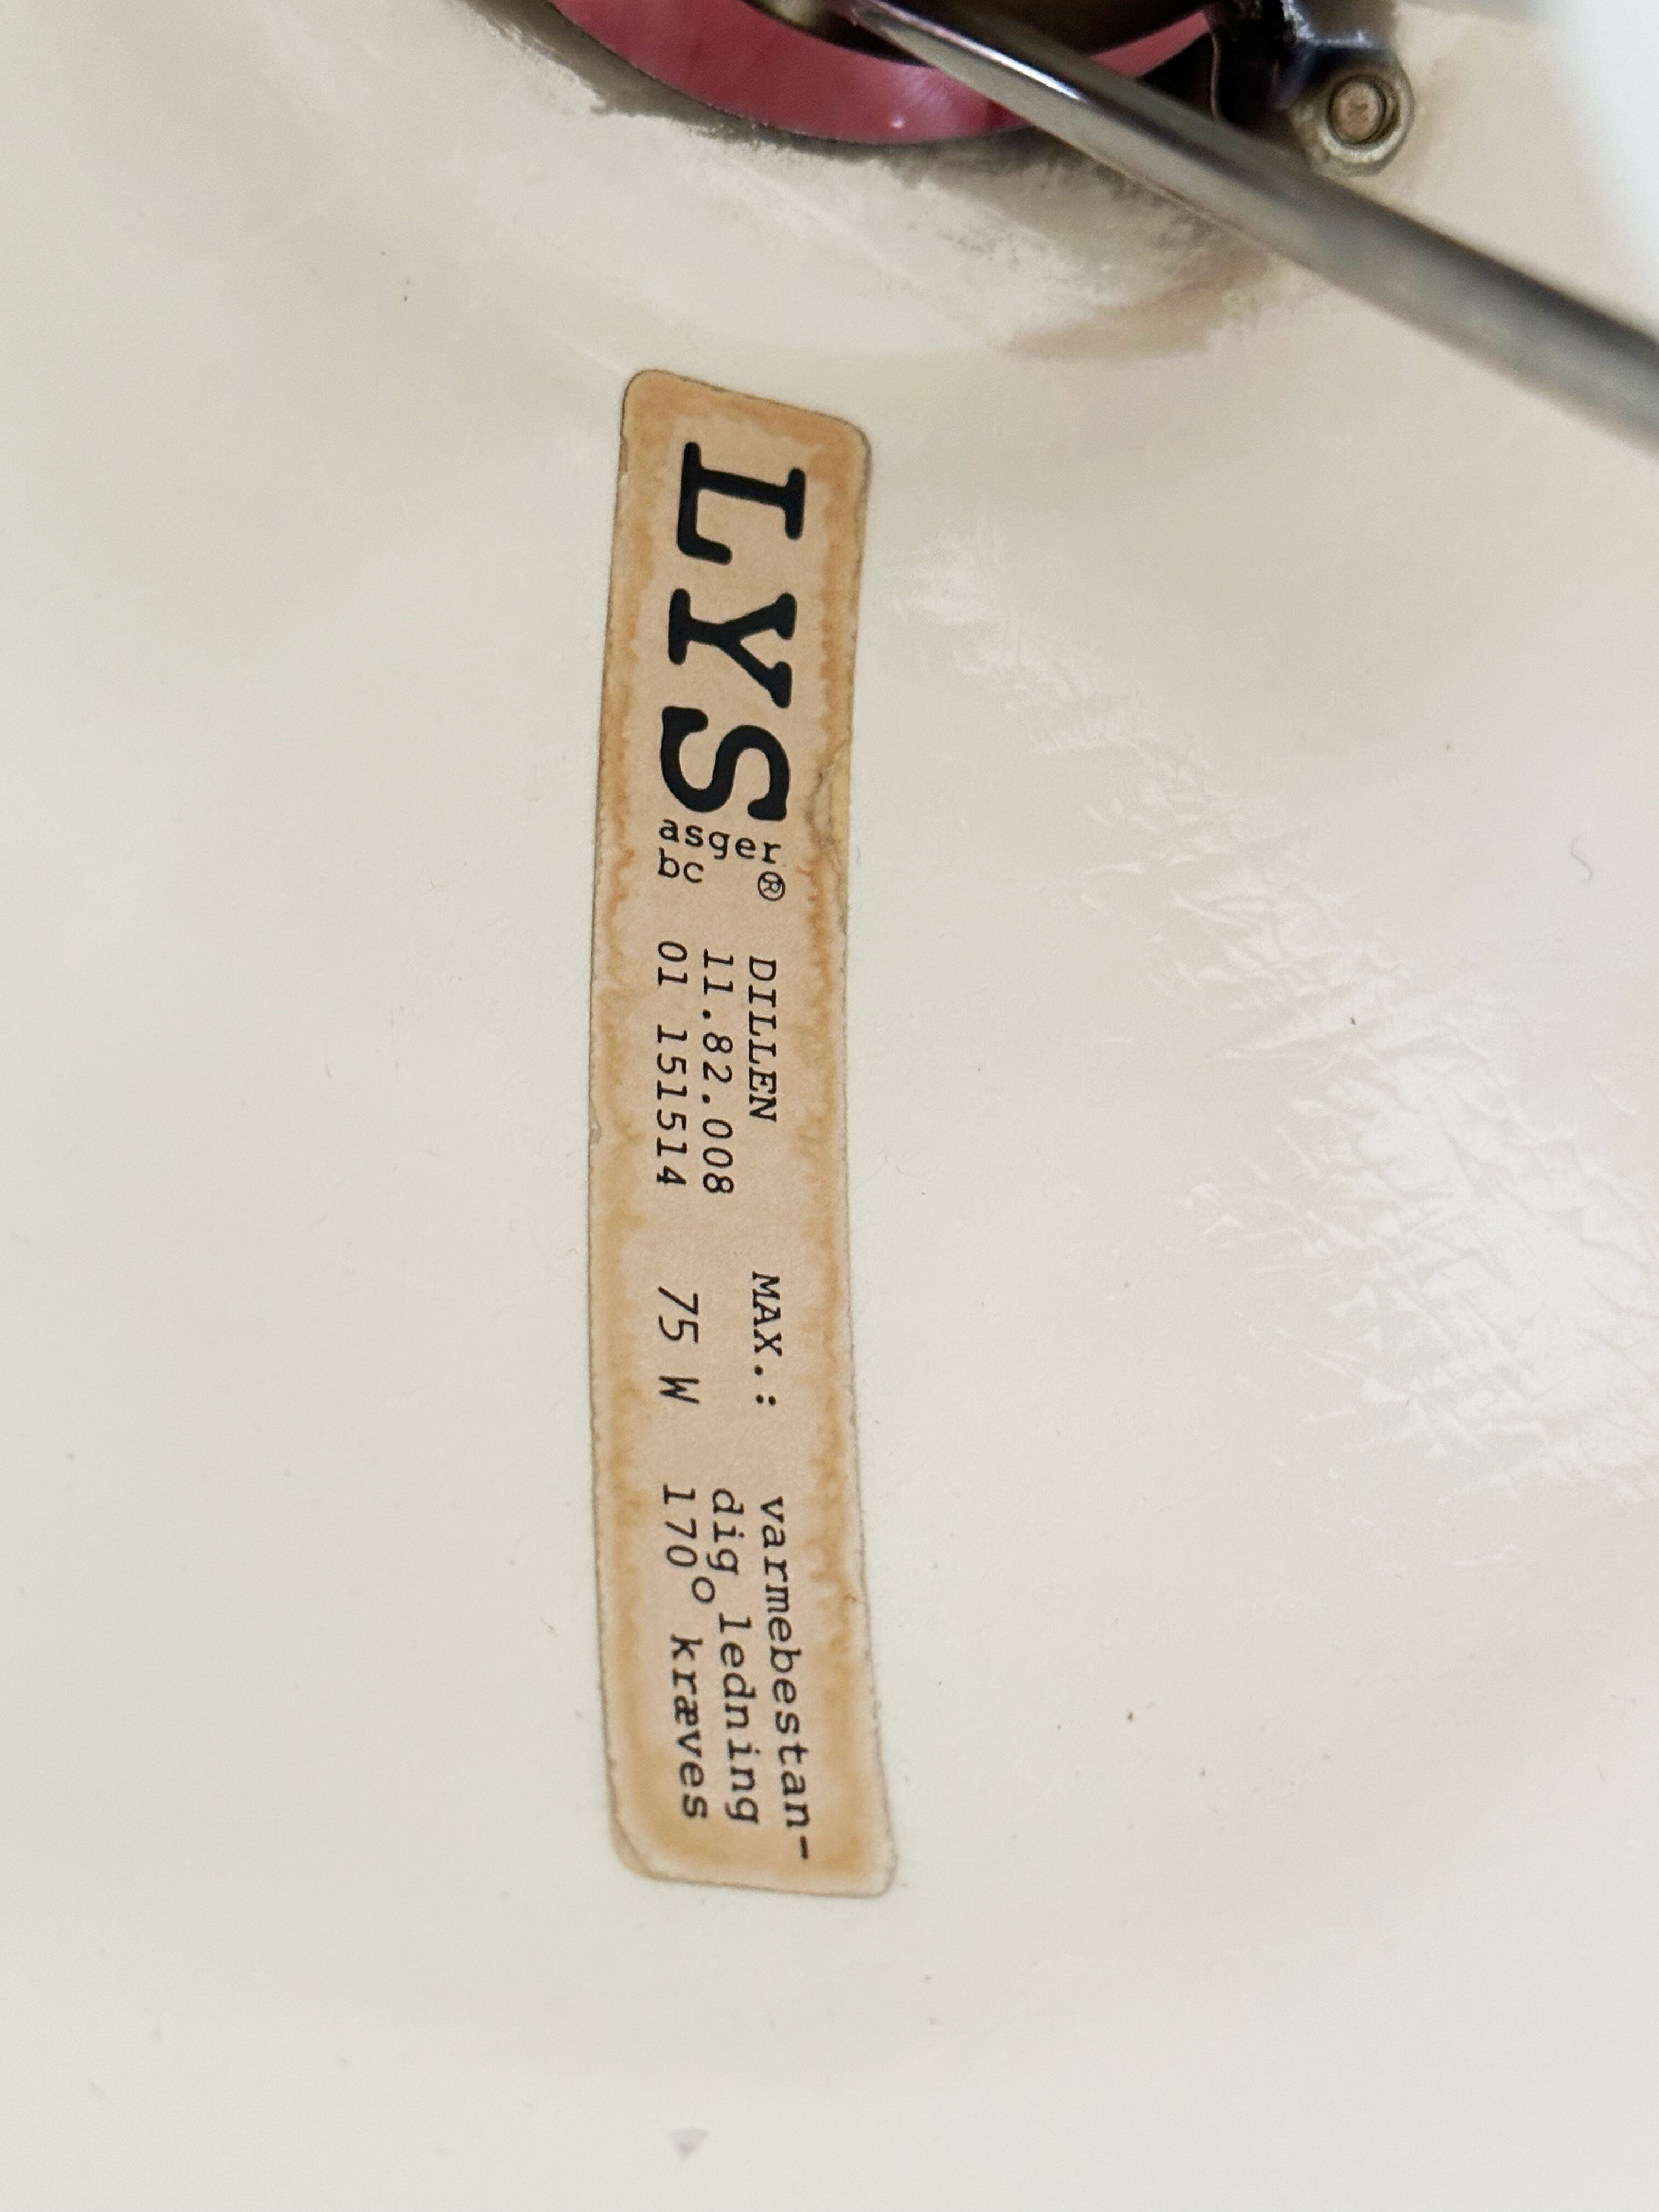 LYS
asger®
bc
DILLEN
11.82.008
01 151514
MAX.:
75 W
varmebestan-
dig ledning
170° kræves